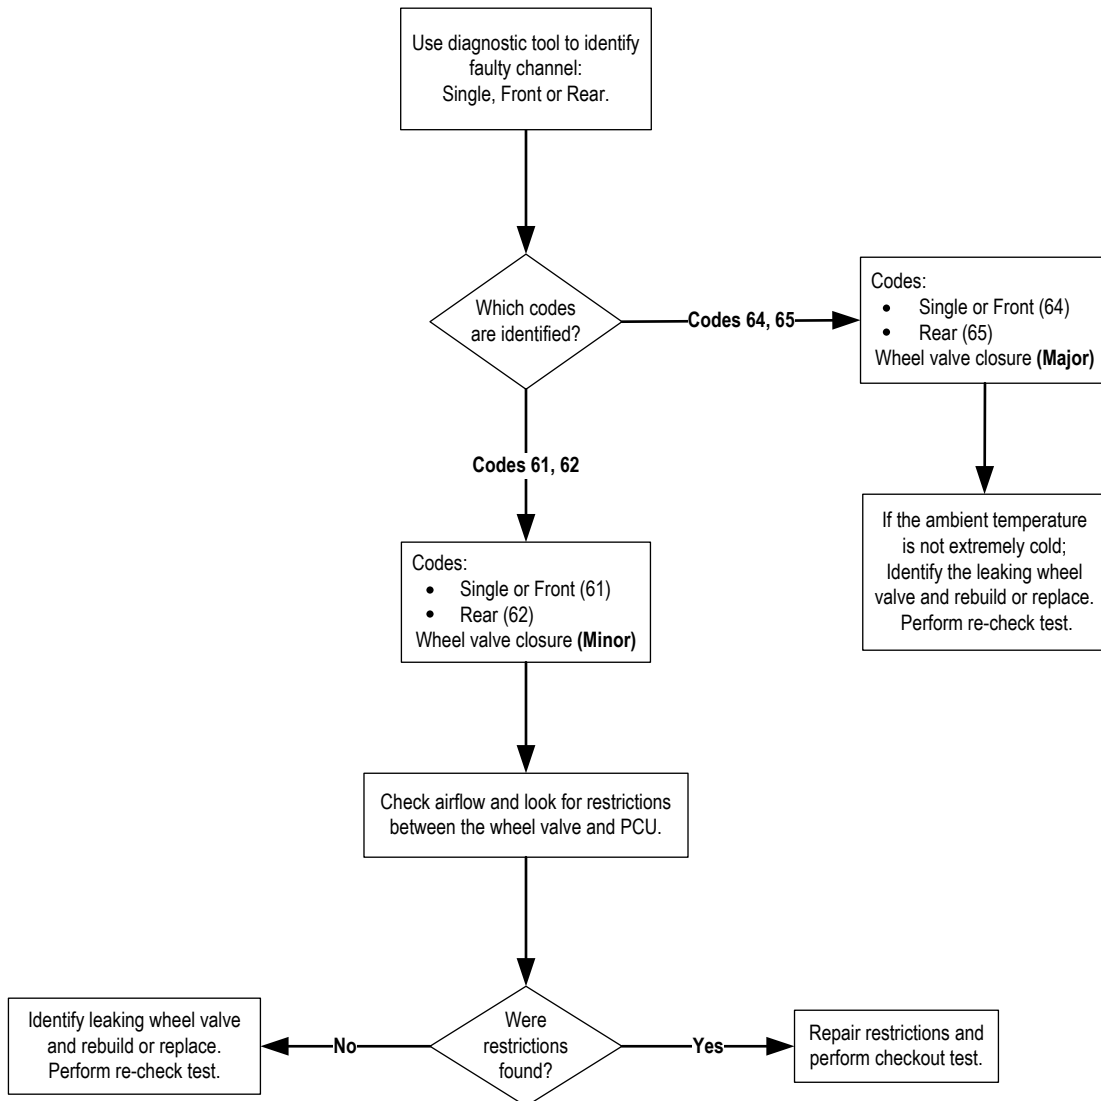 Use diagnostic tool to identify
faulty channel:
Single, Front or Rear.
Which codes
are identified?
Codes 64, 65
Codes:
• Single or Front (64)
• Rear (65)
Wheel valve closure (Major)
If the ambient temperature
is not extremely cold;
Identify the leaking wheel
valve and rebuild or replace.
Perform re-check test.
Codes 61, 62
Codes:
• Single or Front (61)
• Rear (62)
Wheel valve closure (Minor)
Check airflow and look for restrictions
between the wheel valve and PCU.
Were
restrictions
found?
No
Identify leaking wheel valve
and rebuild or replace.
Perform re-check test.
Yes
Repair restrictions and
perform checkout test.